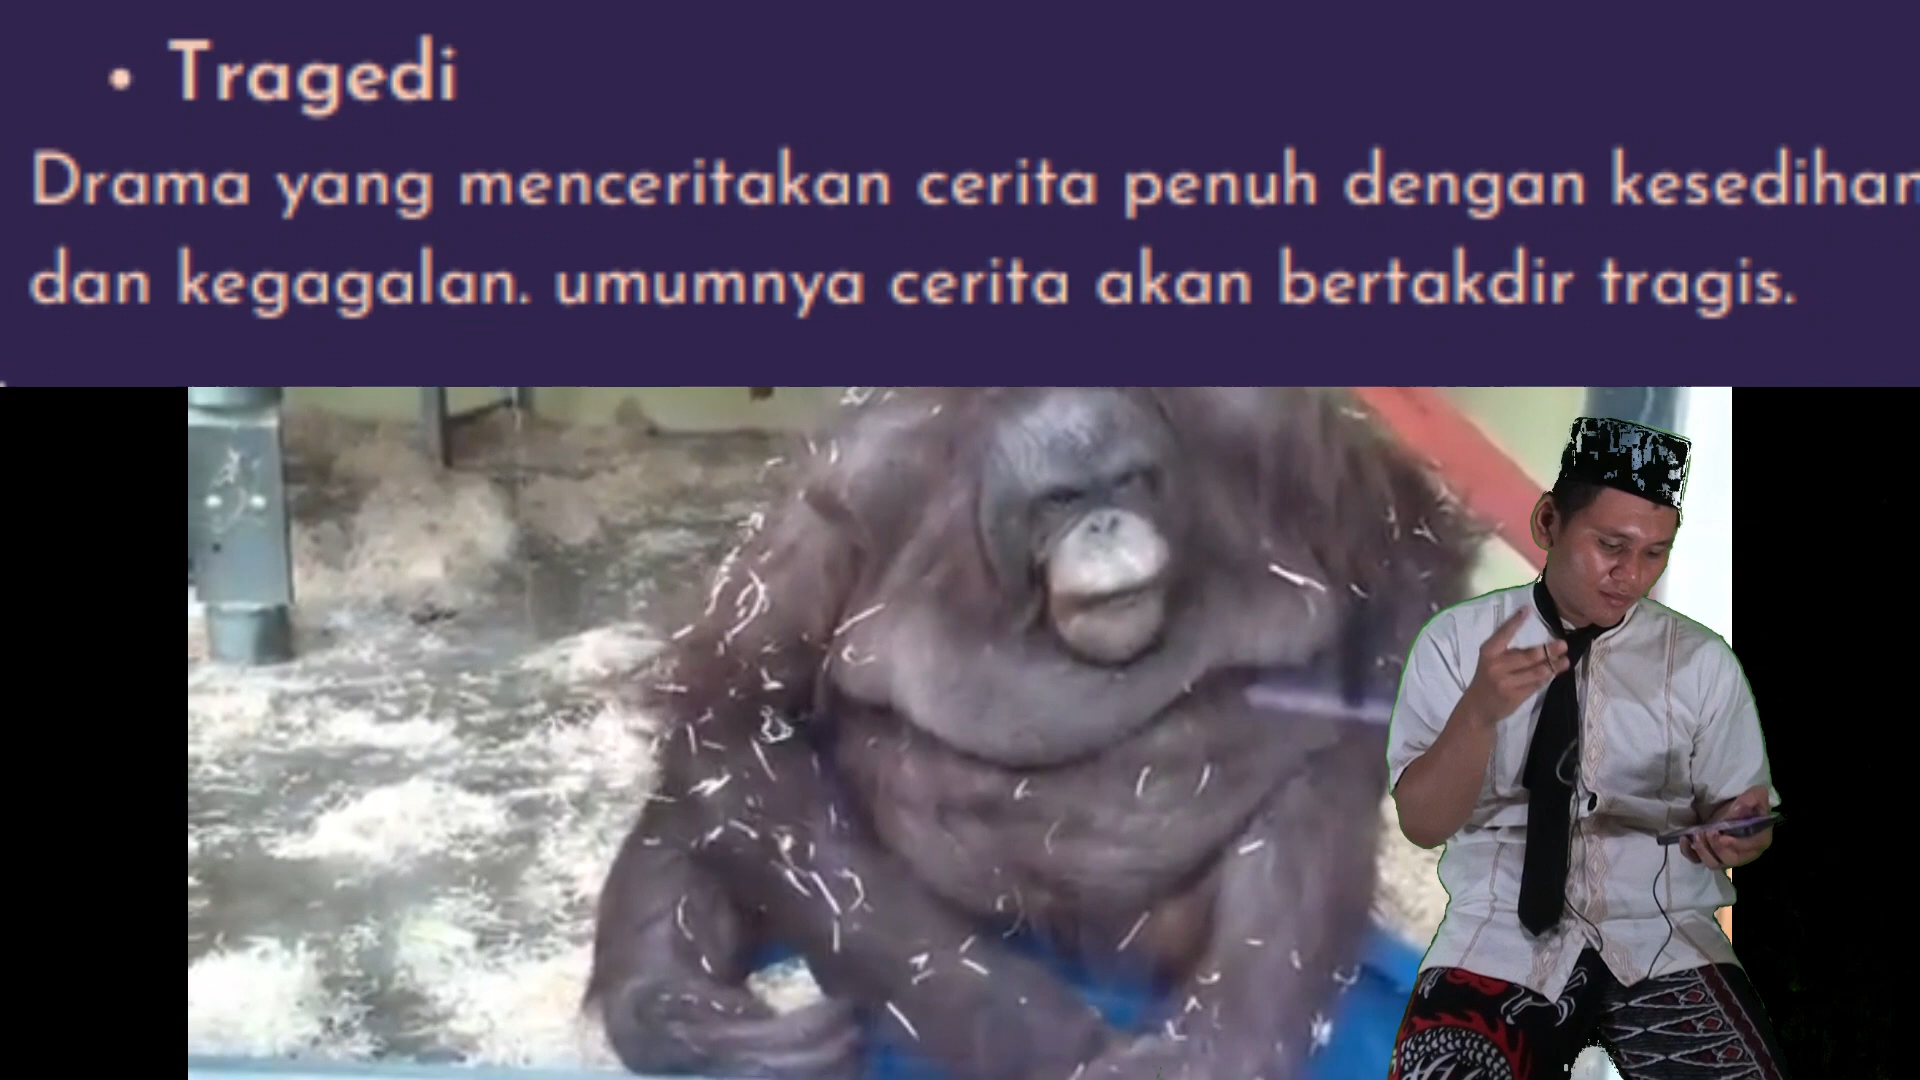 • Tragedi
Drama yang menceritakan cerita penuh dengan kesedihan
dan kegagalan. umumnya cerita akan bertakdir tragis.